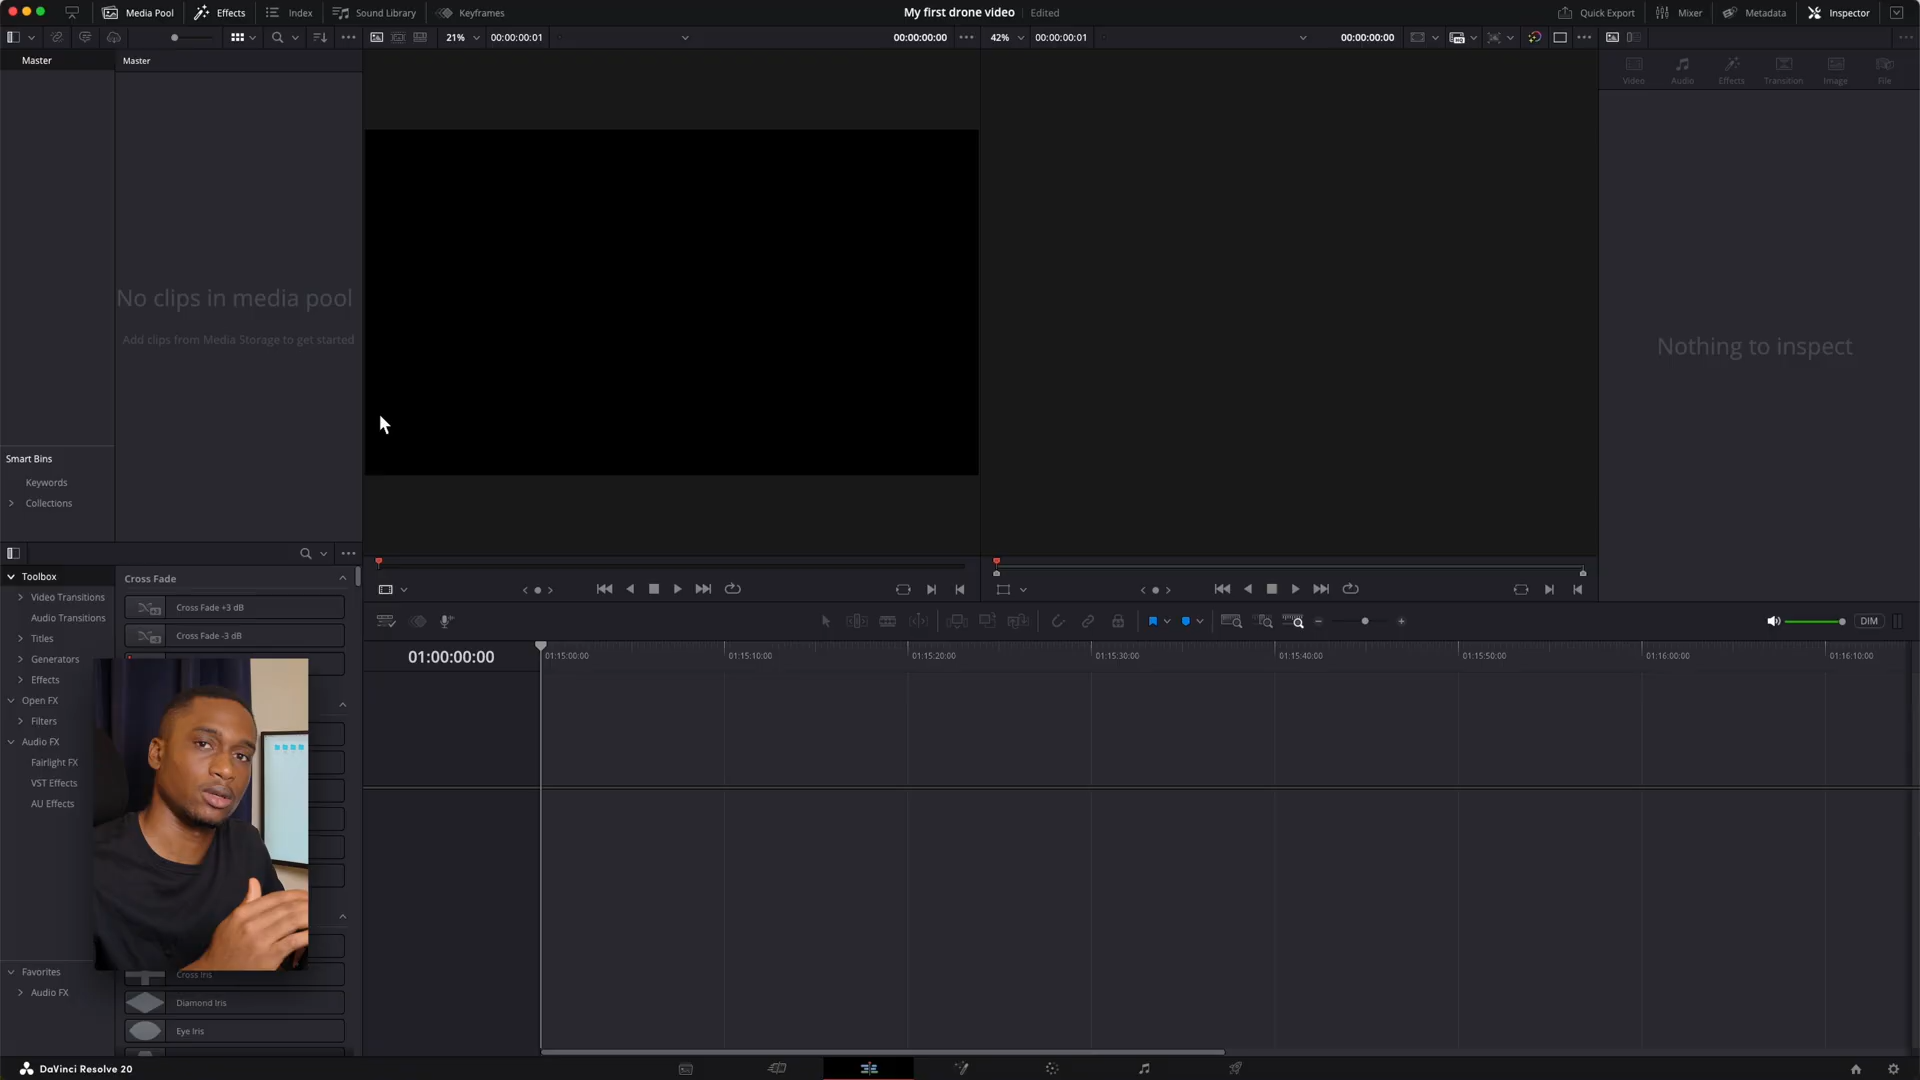 Media Pool
Effects
Index
Sound Library
Keyframes
My first drone video
Edited
Quick Export
Mixer
Metadata
Inspector
21%
00:00:00:01
00:00:00:00
42%
00:00:00:01
00:00:00:00
Master
Master
Video
Audio
Effects
Transition
Image
File
No clips in media pool
Add clips from Media Storage to get started
Nothing to inspect
Smart Bins
Keywords
Collections
Toolbox
Video Transitions
Audio Transitions
Titles
Generators
Effects
Open FX
Filters
Audio FX
Fairlight FX
VST Effects
AU Effects
Favorites
Audio FX
Cross Fade
Cross Fade +3 dB
Cross Fade -3 dB
Cross Iris
Diamond Iris
Eye Iris
DIM
01:00:00:00
01:15:00:00
01:15:10:00
01:15:20:00
01:15:30:00
01:15:40:00
01:15:50:00
01:16:00:00
01:16:10:00
DaVinci Resolve 20